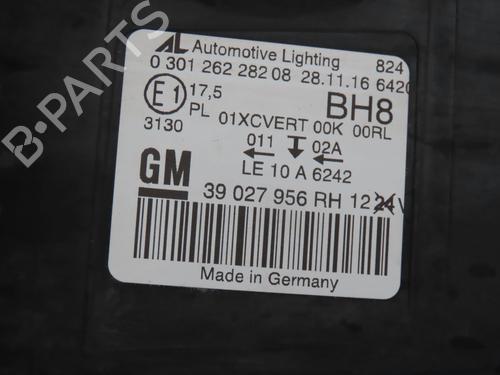 AL Automotive Lighting 824
0 301 262 282 08 28.11.16 6420
E1 17,5 BH8
PL 01XCVERT 00K 00RL
3130 011 02A
LE 10 A 6242
GM 39 027 956 RH 12 24V
Made in Germany
B-PARTS